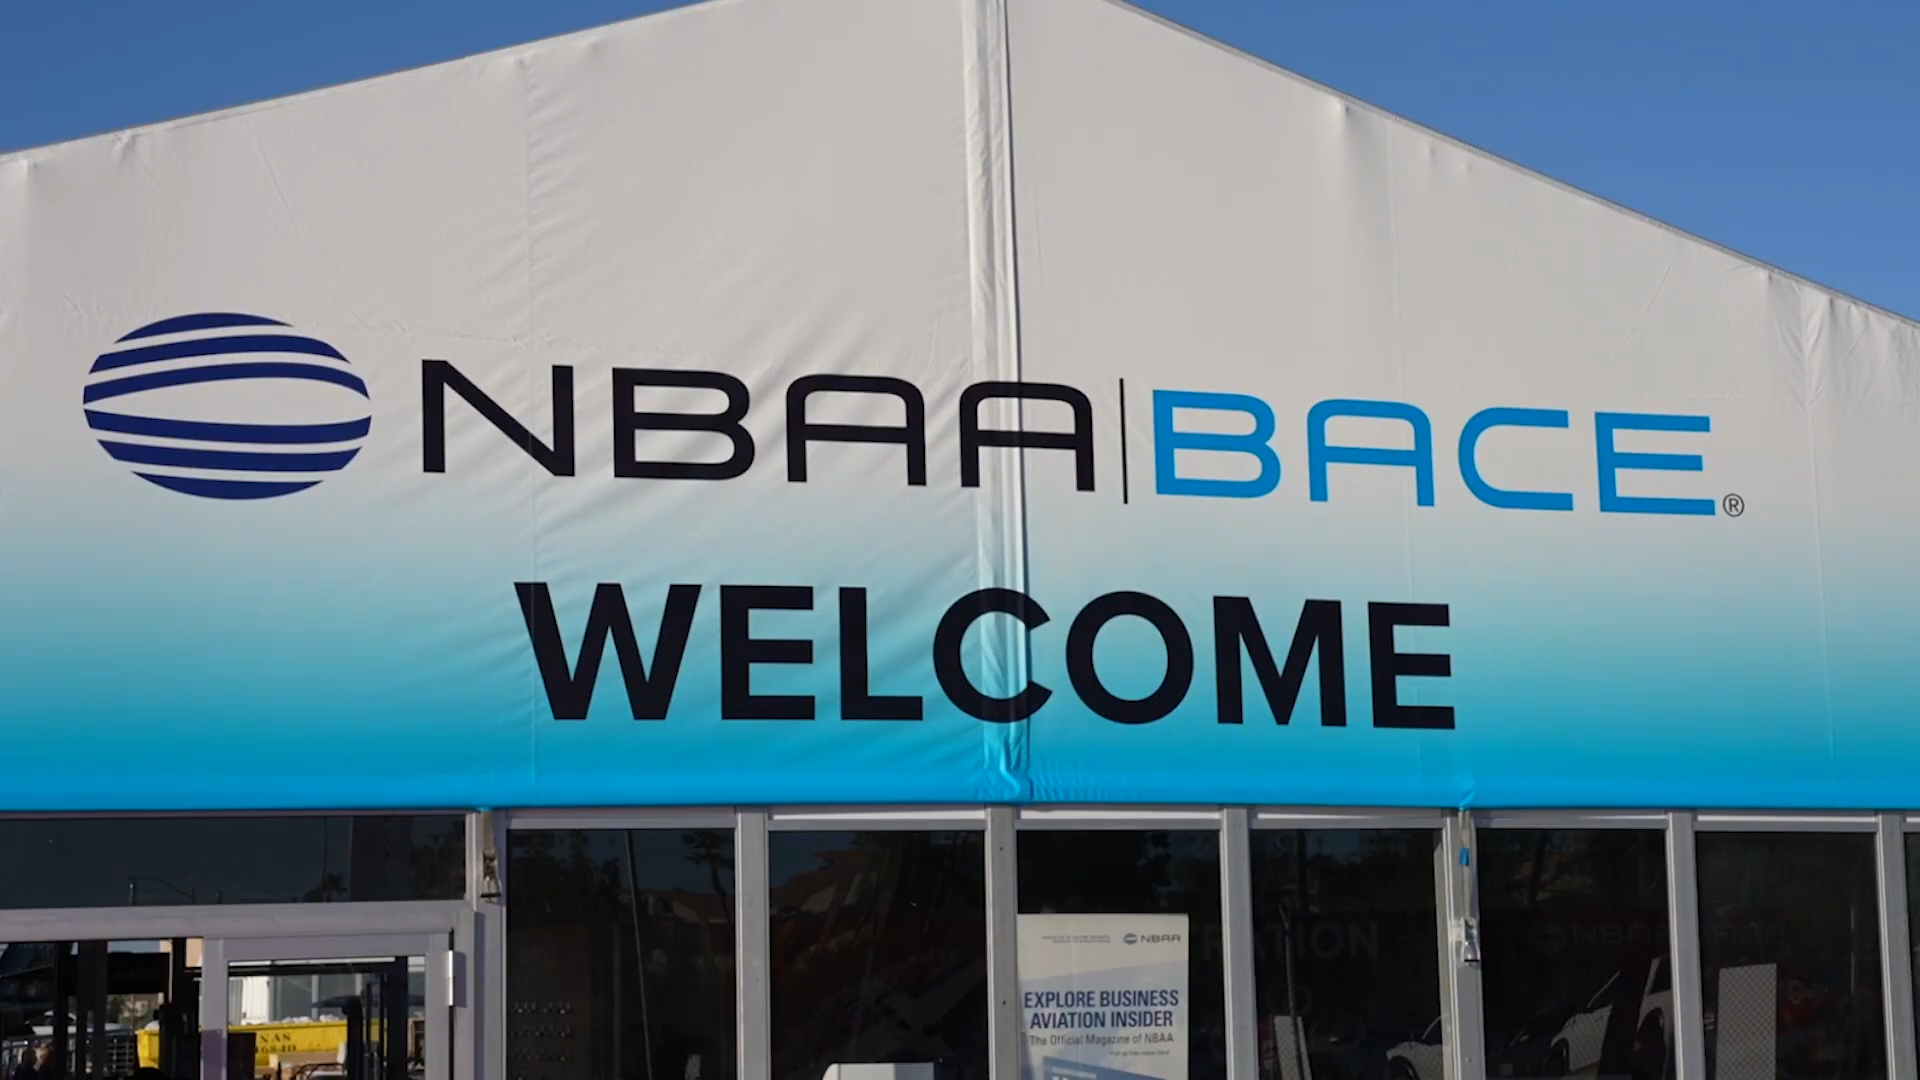 NBAA|BACE®
WELCOME
NBAA
EXPLORE BUSINESS
AVIATION INSIDER
The Official Magazine of NBAA